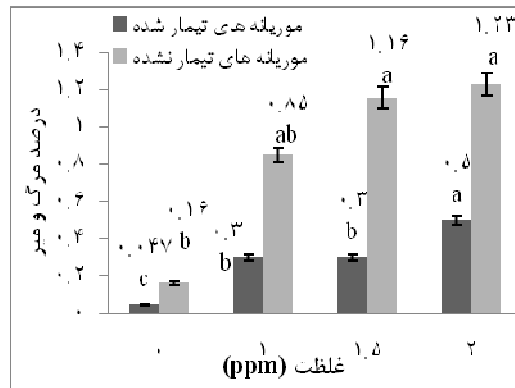 موریانه های تیمار شده
موریانه های تیمار نشده
درصد مرگ و میر
۱.۴
۱.۲
۱
۰.۸
۰.۶
۰.۴
۰.۲
۰
۰.۰۴۷
c
۰.۱۶
b
۰.۳
b
۰.۸۵
ab
۰.۳
b
۱.۱۶
a
۰.۵
a
۱.۲۳
a
۰ ۱ ۱.۵ ۲
غلظت (ppm)